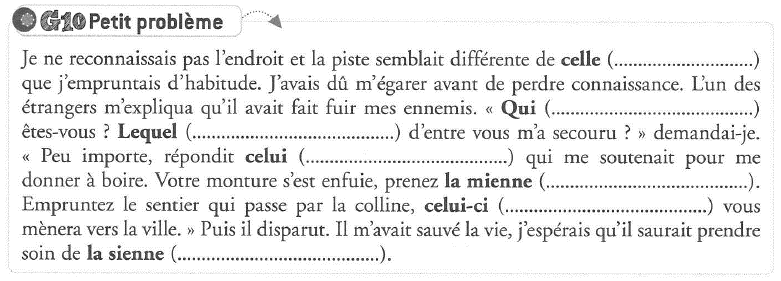 G10 Petit problème
Je ne reconnaissais pas l'endroit et la piste semblait différente de celle (..............................)
que j'empruntais d'habitude. J'avais dû m'égarer avant de perdre connaissance. L'un des
étrangers m'expliqua qu'il avait fait fuir mes ennemis. « Qui (.......................................)
êtes-vous ? Lequel (.......................................) d'entre vous m'a secouru ? » demandai-je.
« Peu importe, répondit celui (.......................................) qui me soutenait pour me
donner à boire. Votre monture s'est enfuie, prenez la mienne (.......................................).
Empruntez le sentier qui passe par la colline, celui-ci (.......................................) vous
mènera vers la ville. » Puis il disparut. Il m'avait sauvé la vie, j'espérais qu'il saurait prendre
soin de la sienne (.......................................).